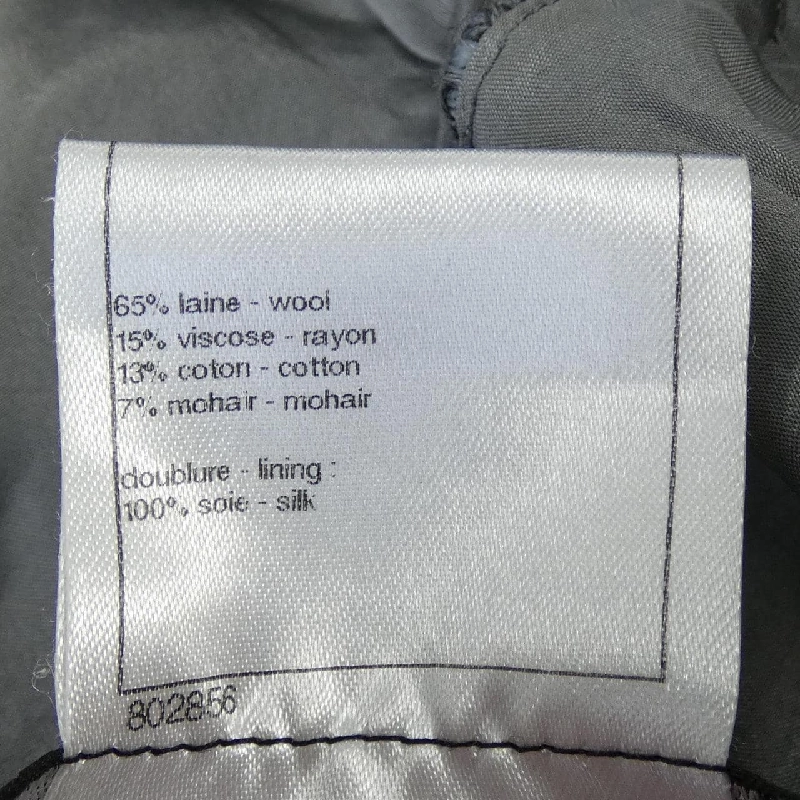 65% laine - wool
15% viscose - rayon
13% coton - cotton
7% mohair - mohair
doublure - lining :
100% soie - silk
802856